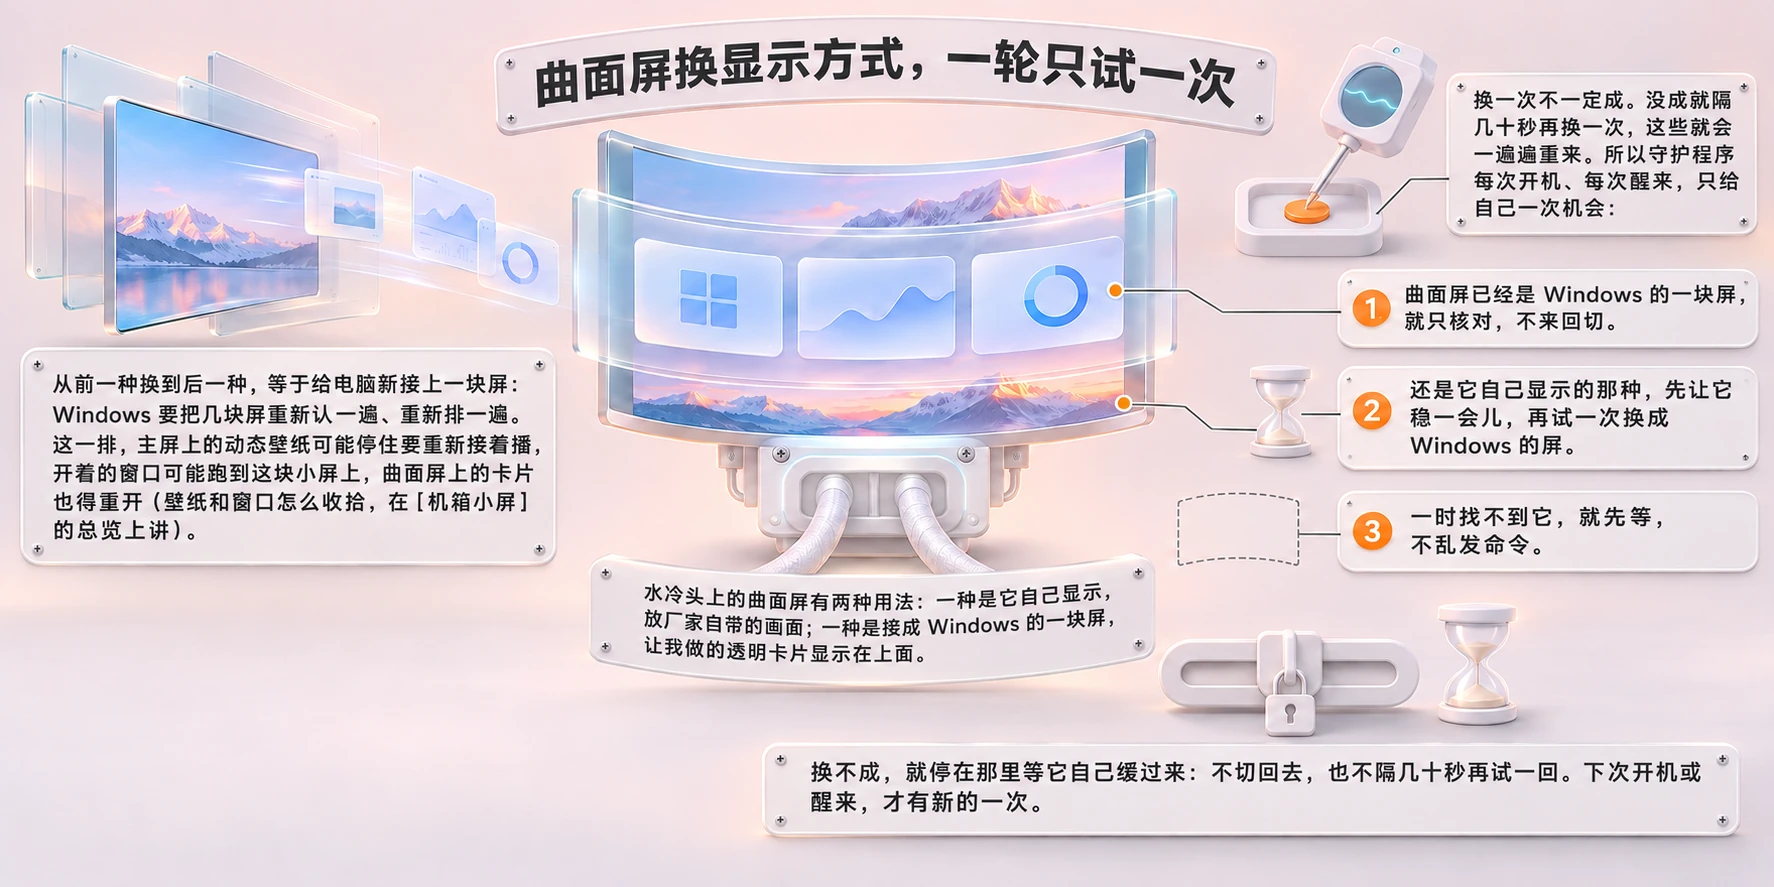 曲面屏换显示方式，一轮只试一次
从前一种换到后一种，等于给电脑新接上一块屏：
Windows 要把几块屏重新认一遍、重新排一遍。
这一排，主屏上的动态壁纸可能停住要重新接着播，
开着的窗口可能跑到这块小屏上，曲面屏上的卡片
也得重开（壁纸和窗口怎么收拾，在［机箱小屏］
的总览上讲）。
水冷头上的曲面屏有两种用法：一种是它自己显示，
放厂家自带的画面；一种是接成 Windows 的一块屏，
让我做的透明卡片显示在上面。
换一次不一定成。没成就隔
几十秒再换一次，这些就会
一遍遍重来。所以守护程序
每次开机、每次醒来，只给
自己一次机会：
1
曲面屏已经是 Windows 的一块屏，
就只核对，不来回切。
2
还是它自己显示的那种，先让它
稳一会儿，再试一次换成
Windows 的屏。
3
一时找不到它，就先等，
不乱发命令。
换不成，就停在那里等它自己缓过来：不切回去，也不隔几十秒再试一回。下次开机或
醒来，才有新的一次。